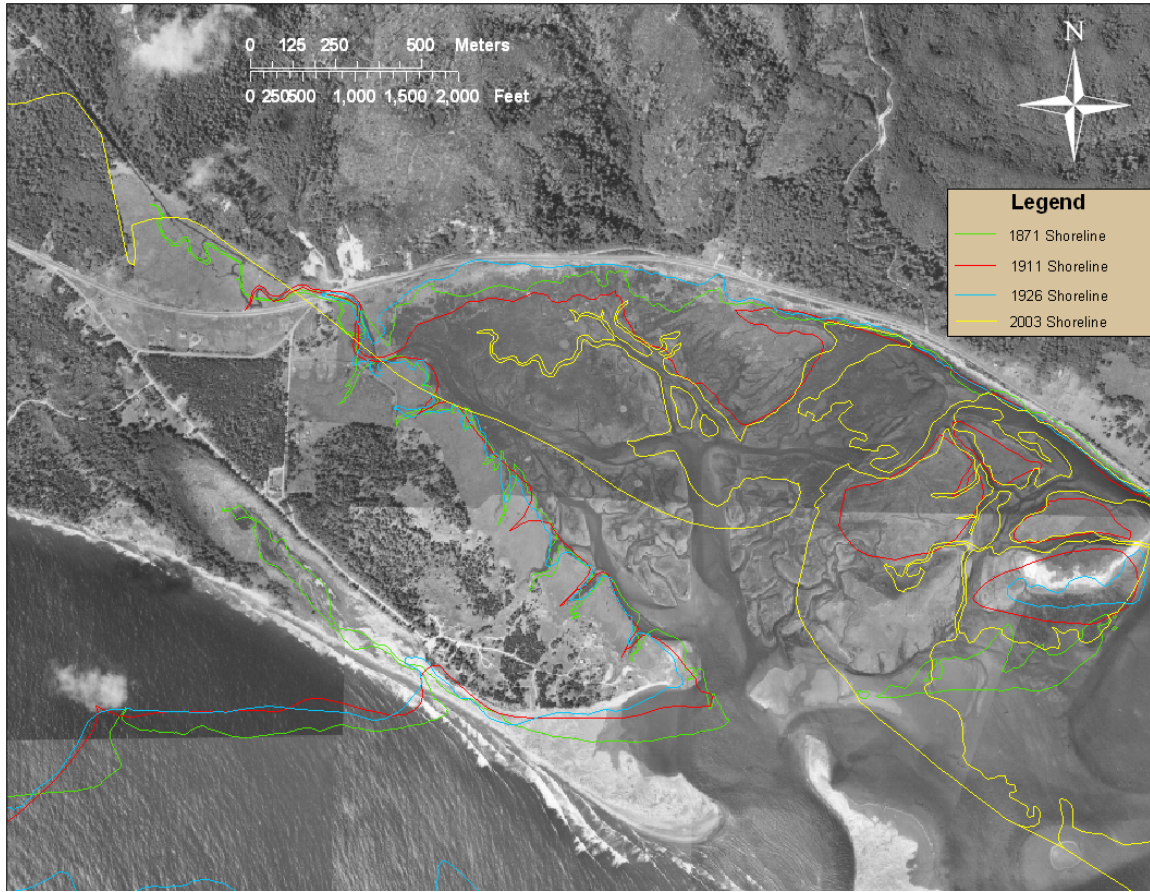 0 125 250 500 Meters
0 250500 1,000 1,500 2,000 Feet
N
Legend
1871 Shoreline
1911 Shoreline
1926 Shoreline
2003 Shoreline